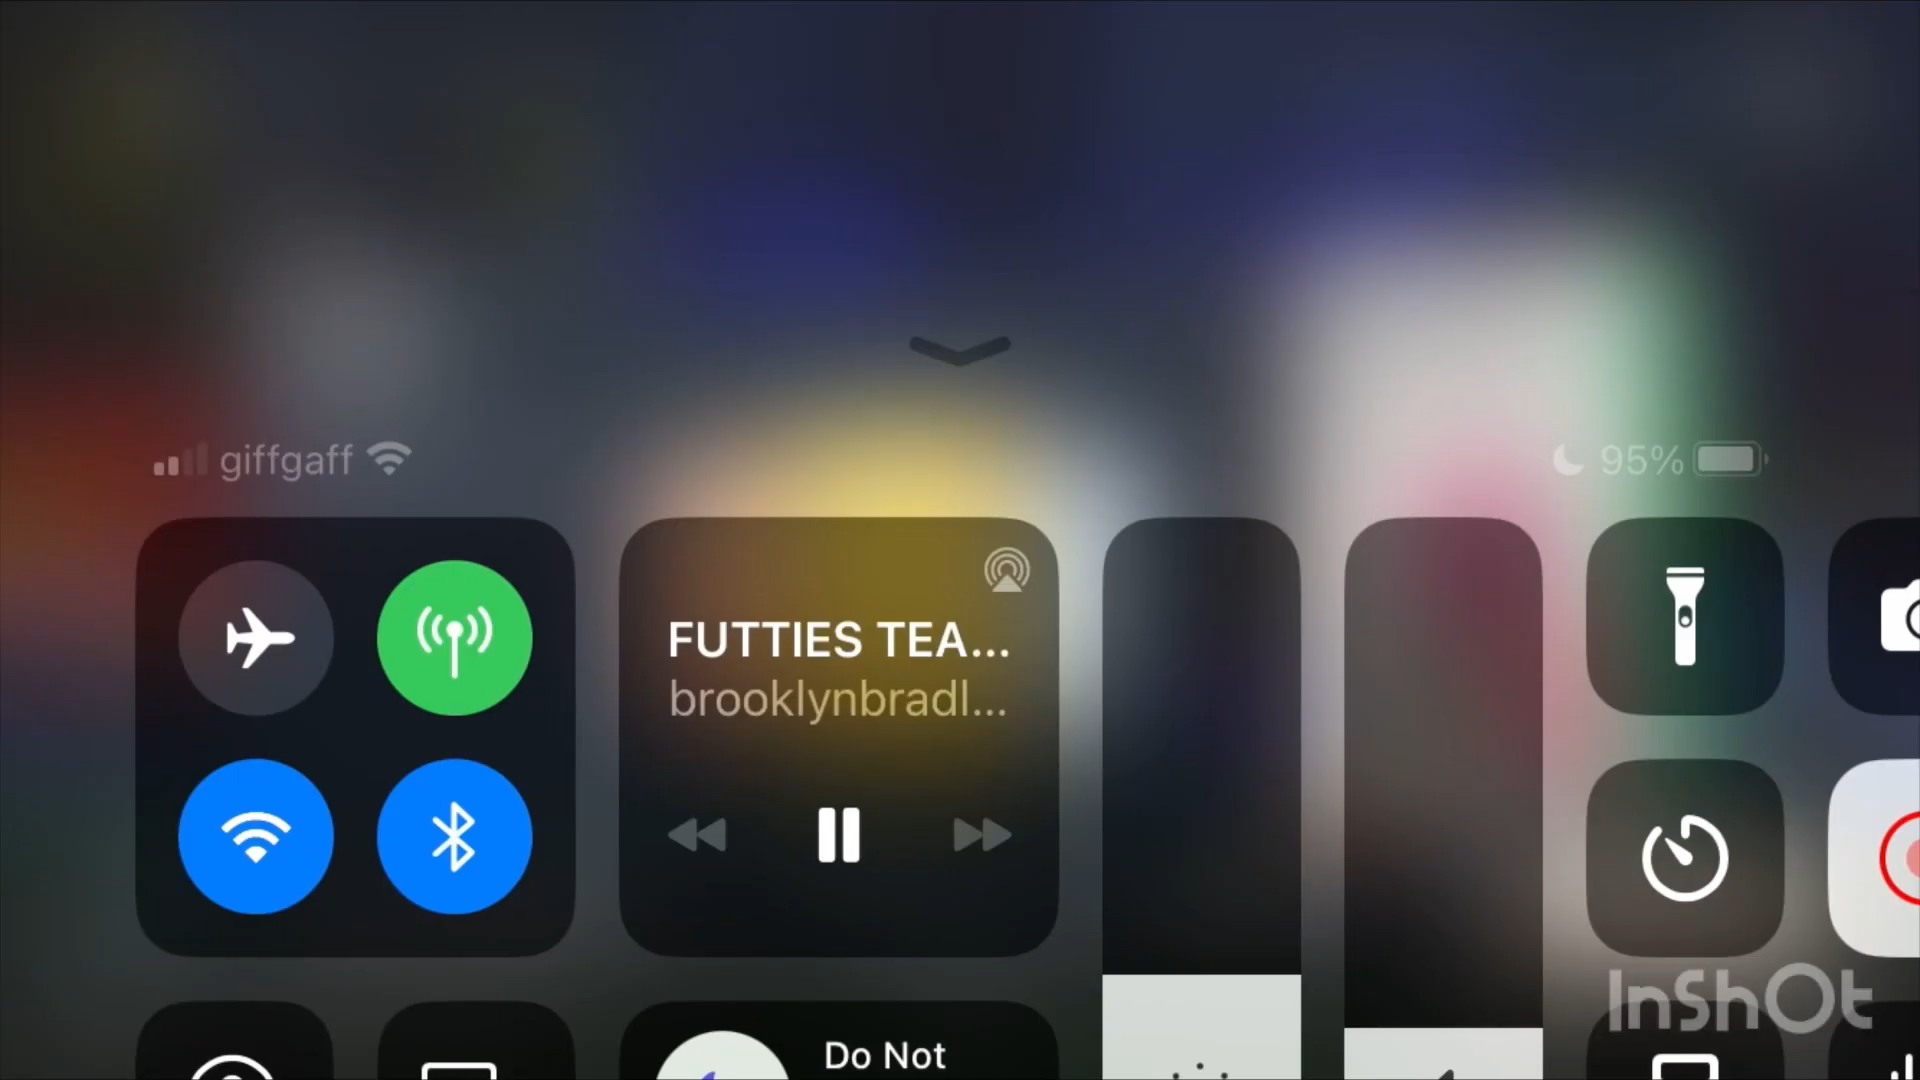 giffgaff
95%
FUTTIES TEA...
brooklynbradl...
Do Not
InShOt